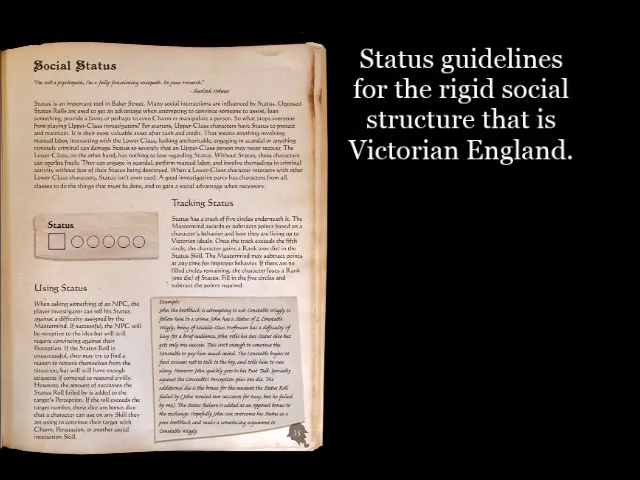 Social Status
"I'm not a psychopath, I'm a fully functioning sociopath. Do your research."
- Sherlock Holmes
Status is an important tool in Baker Street. Many social interactions are influenced by Status. Opposed
Status Rolls are used to get an advantage when attempting to convince someone to assist, loan
something, provide a favor or perhaps to even Charm or manipulate a person. So what stops everyone
from playing Upper-Class investigators? For starters, Upper-Class characters have Status to protect
and maintain. It is their most valuable asset after cash and credit. That means anything involving
manual labor, interacting with the Lower Class, looking uncharitable, engaging in scandal or anything
remotely criminal can damage Status so severely that an Upper-Class person may never recover. The
Lower-Class, on the other hand, has nothing to lose regarding Status. Without Status, these characters
can operate freely. They can engage in scandal, perform manual labor, and involve themselves in criminal
activity without fear of their Status being destroyed. When a Lower-Class character interacts with other
Lower-Class characters, Status isn't even used. A good investigative party has characters from all
classes to do the things that must be done, and to gain a social advantage when necessary.
Tracking Status
Status has a track of five circles underneath it. The
Mastermind awards or subtracts points based on a
character's behavior and how they are living up to
Victorian ideals. Once the track exceeds the fifth
circle, the character gains a Rank (one die) in the
Status Skill. The Mastermind may subtract points
at any time for improper behavior. If there are no
filled circles remaining, the character loses a Rank
(one die) of Status. Fill in the five circles and
subtract the points required.
Status
Using Status
When asking something of an NPC, the
player investigator can roll his Status
against a difficulty assigned by the
Mastermind. If successful, the NPC will
be receptive to the idea but will still
require convincing against their
Perception. If the Status Roll is
unsuccessful, they may try to find a
reason to remove themselves from the
situation, but will still have enough
etiquette if cornered to respond civilly.
However, the amount of successes the
Status Roll failed by is added to the
target's Perception. If the roll exceeds the
target number, those dice are bonus dice
that a character can use on any Skill they
are using to convince their target with
Charm, Persuasion, or another social
interaction Skill.
Example:
John the bootblack is attempting to ask Constable Wiggly to
follow him to a crime. John has a Status of 2. Constable
Wiggly, being of Middle-Class Profession has a difficulty of
Easy for a brief audience. John rolls his two Status dice but
gets only one success. This isn't enough to convince the
Constable to pay him much mind. The Constable begins to
find excuses not to talk to the boy, and tells him to run
along. However John quickly goes to his Fast Talk Specialty
against the Constable's Perception plus one die. The
additional die is the bonus for the amount the Status Roll
failed by (John needed two successes for Easy, but he failed
by one). The Status failure is added as an opposed bonus to
the exchange. Hopefully John can overcome his Status as a
poor bootblack and make a convincing argument to
Constable Wiggly.
35
Status guidelines
for the rigid social
structure that is
Victorian England.